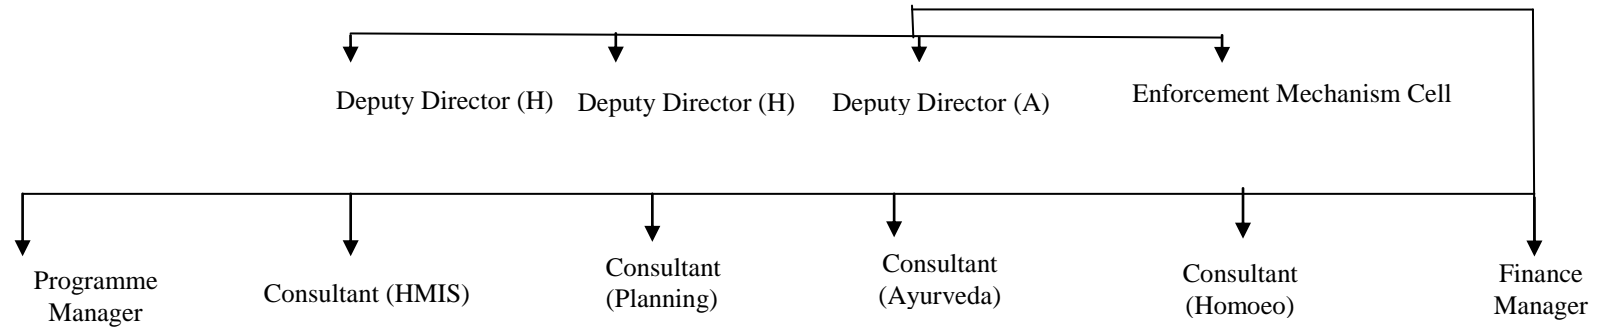 Deputy Director (H)
Deputy Director (H)
Deputy Director (A)
Enforcement Mechanism Cell
Programme
Manager
Consultant (HMIS)
Consultant
(Planning)
Consultant
(Ayurveda)
Consultant
(Homoeo)
Finance
Manager